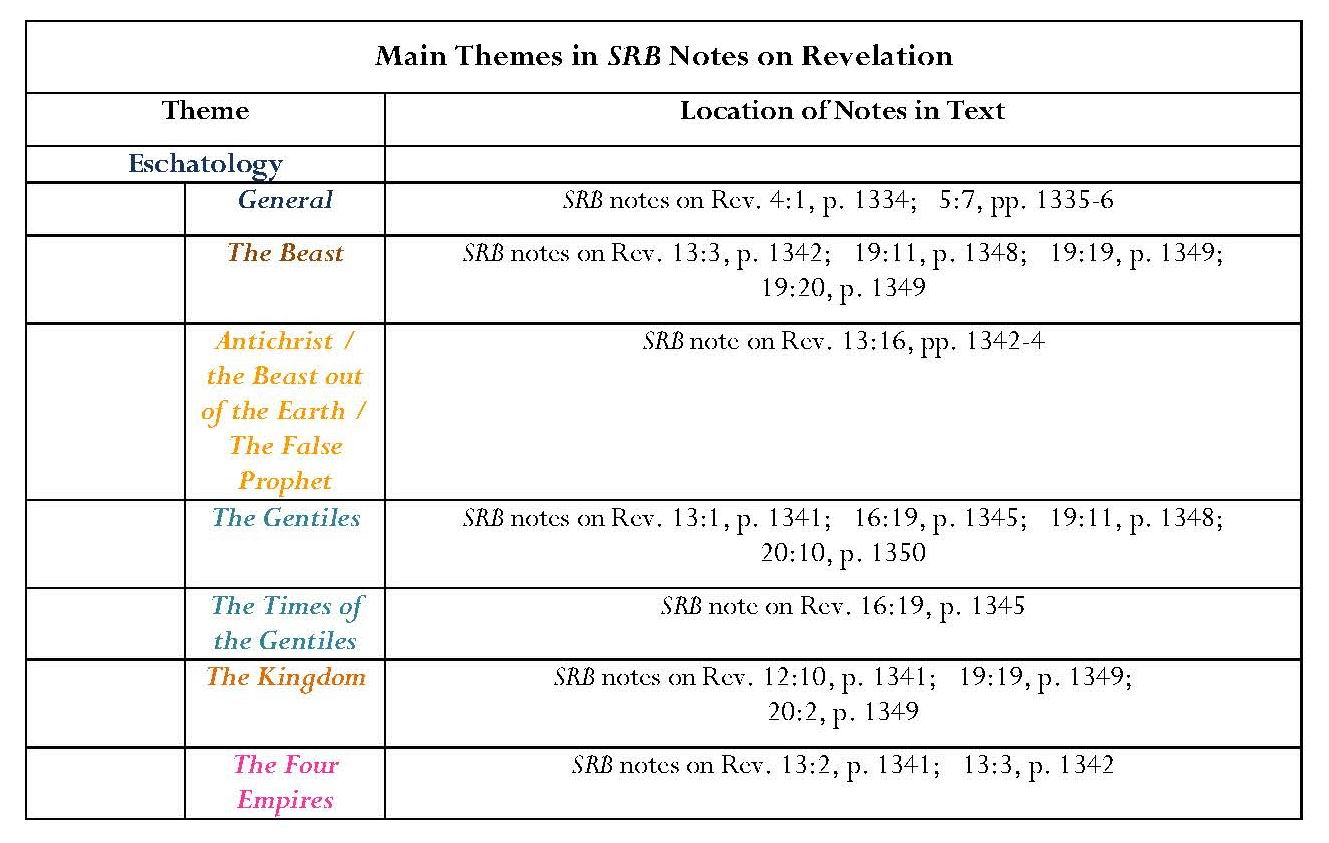 Main Themes in SRB Notes on Revelation
Theme
Location of Notes in Text
Eschatology
General
SRB notes on Rev. 4:1, p. 1334; 5:7, pp. 1335-6
The Beast
SRB notes on Rev. 13:3, p. 1342; 19:11, p. 1348; 19:19, p. 1349;
19:20, p. 1349
Antichrist /
the Beast out
of the Earth /
The False
Prophet
SRB note on Rev. 13:16, pp. 1342-4
The Gentiles
SRB notes on Rev. 13:1, p. 1341; 16:19, p. 1345; 19:11, p. 1348;
20:10, p. 1350
The Times of
the Gentiles
SRB note on Rev. 16:19, p. 1345
The Kingdom
SRB notes on Rev. 12:10, p. 1341; 19:19, p. 1349;
20:2, p. 1349
The Four
Empires
SRB notes on Rev. 13:2, p. 1341; 13:3, p. 1342